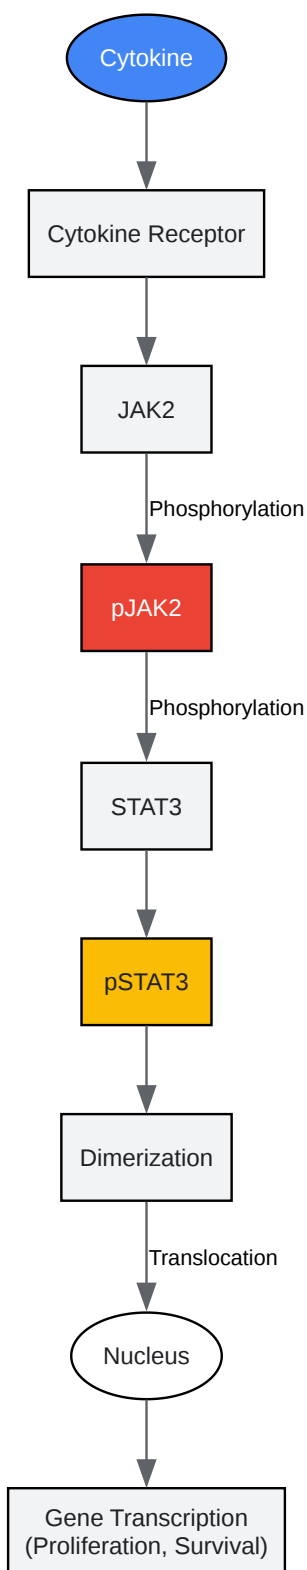 Cytokine
Cytokine Receptor
JAK2
Phosphorylation
pJAK2
Phosphorylation
STAT3
pSTAT3
Dimerization
Translocation
Nucleus
Gene Transcription
(Proliferation, Survival)